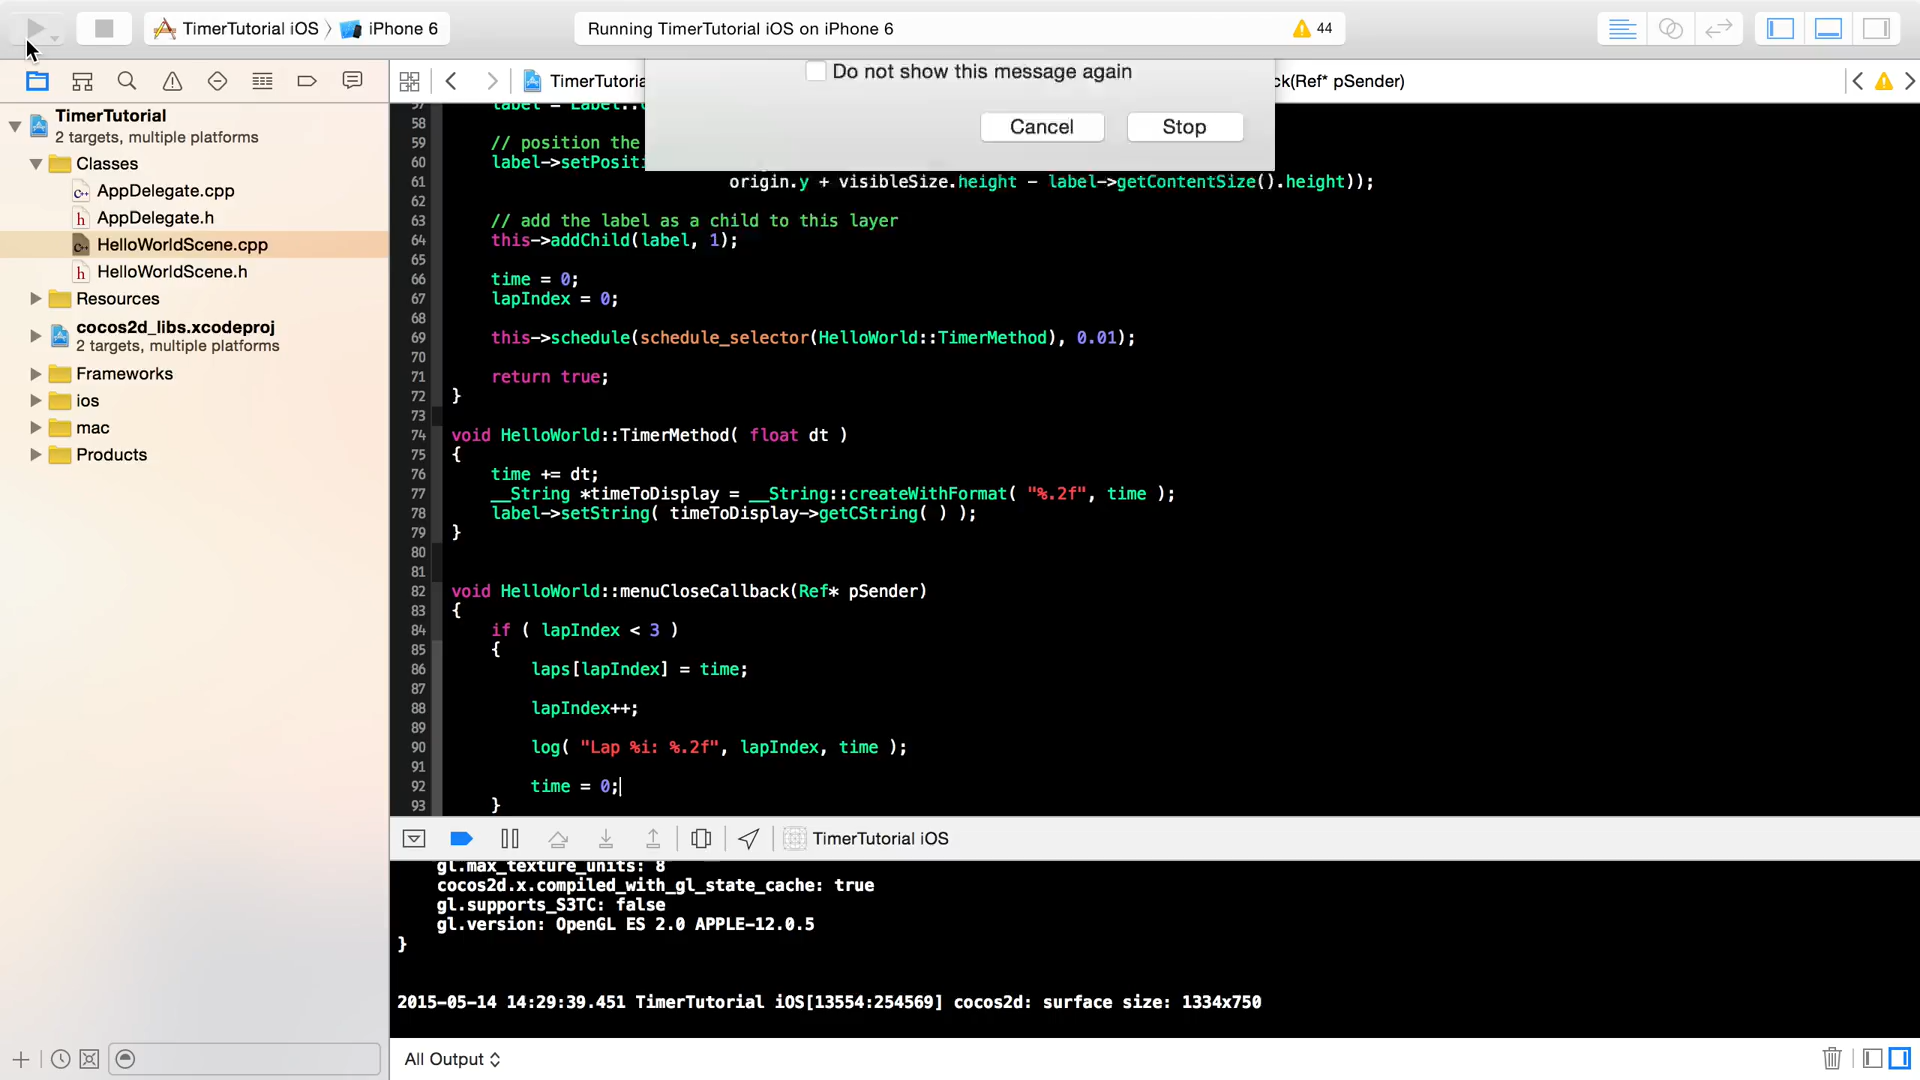 TimerTutorial iOS 〉 iPhone 6
Running TimerTutorial iOS on iPhone 6
44
TimerTutoria
ck(Ref* pSender)
Do not show this message again
Cancel
Stop
TimerTutorial
2 targets, multiple platforms
Classes
AppDelegate.cpp
AppDelegate.h
HelloWorldScene.cpp
HelloWorldScene.h
Resources
cocos2d_libs.xcodeproj
2 targets, multiple platforms
Frameworks
ios
mac
Products
57 label = Label::c
58
59 // position the
60 label->setPositi
61 origin.y + visibleSize.height - label->getContentSize().height));
62
63 // add the label as a child to this layer
64 this->addChild(label, 1);
65
66 time = 0;
67 lapIndex = 0;
68
69 this->schedule(schedule_selector(HelloWorld::TimerMethod), 0.01);
70
71 return true;
72 }
73
74 void HelloWorld::TimerMethod( float dt )
75 {
76 time += dt;
77 __String *timeToDisplay = __String::createWithFormat( "%.2f", time );
78 label->setString( timeToDisplay->getCString( ) );
79 }
80
81
82 void HelloWorld::menuCloseCallback(Ref* pSender)
83 {
84 if ( lapIndex < 3 )
85 {
86 laps[lapIndex] = time;
87
88 lapIndex++;
89
90 log( "Lap %i: %.2f", lapIndex, time );
91
92 time = 0;
93 }
TimerTutorial iOS
gl.max_texture_units: 8
cocos2d.x.compiled_with_gl_state_cache: true
gl.supports_S3TC: false
gl.version: OpenGL ES 2.0 APPLE-12.0.5
}
2015-05-14 14:29:39.451 TimerTutorial iOS[13554:254569] cocos2d: surface size: 1334x750
All Output